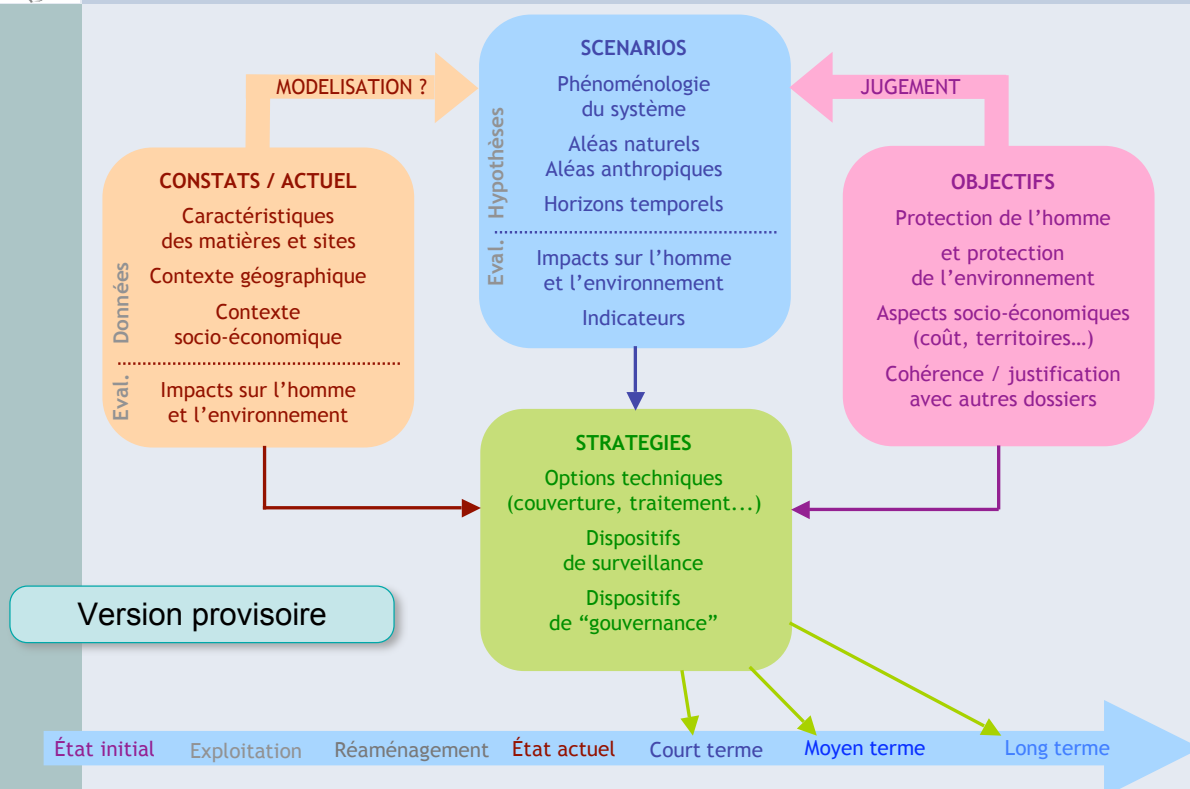 SCENARIOS
Phénoménologie
du système
Aléas naturels
Aléas anthropiques
Horizons temporels
Hypothèses
Impacts sur l’homme
et l’environnement
Indicateurs
Eval.
MODELISATION ?
JUGEMENT
CONSTATS / ACTUEL
Caractéristiques
des matières et sites
Contexte géographique
Contexte
socio-économique
Données
Impacts sur l’homme
et l’environnement
Eval.
OBJECTIFS
Protection de l’homme
et protection
de l’environnement
Aspects socio-économiques
(coût, territoires…)
Cohérence / justification
avec autres dossiers
STRATEGIES
Options techniques
(couverture, traitement...)
Dispositifs
de surveillance
Dispositifs
de “gouvernance”
Version provisoire
État initial Exploitation Réaménagement État actuel Court terme Moyen terme Long terme